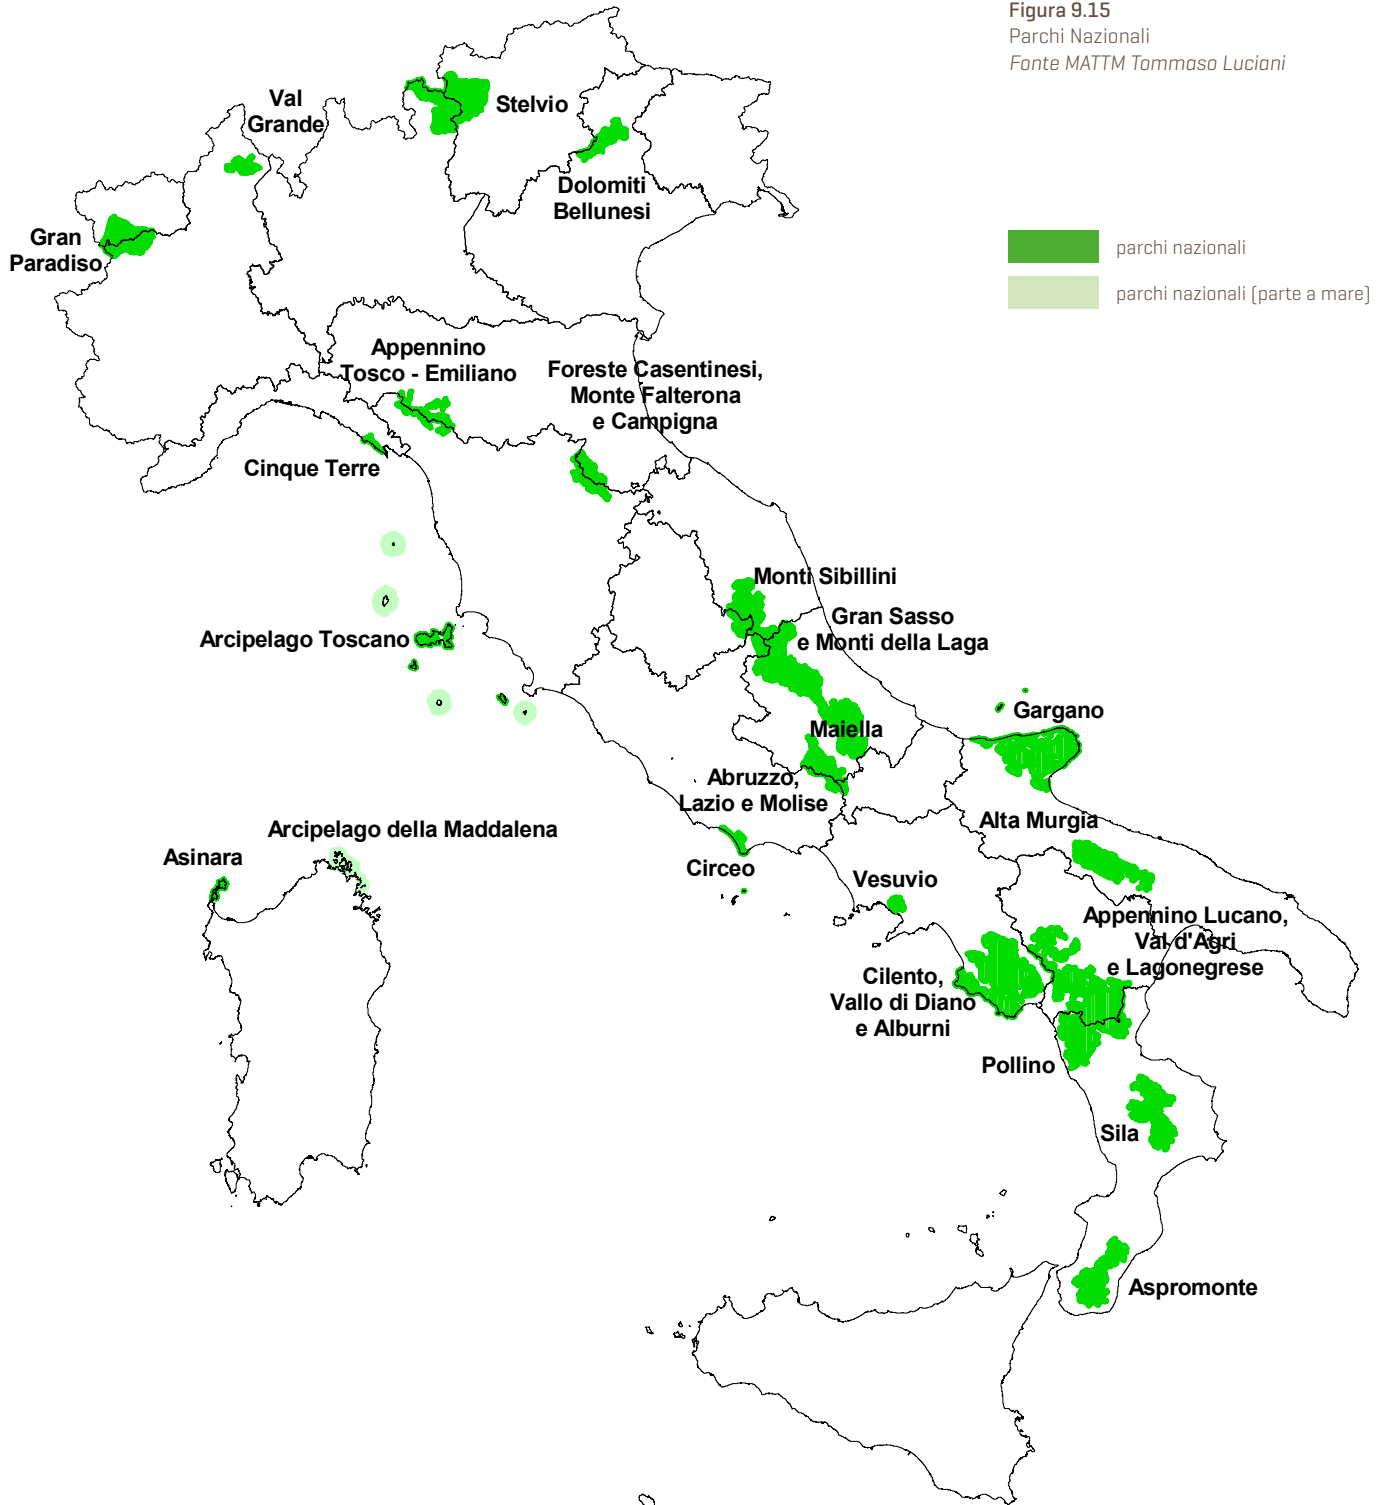 Figura 9.15
Parchi Nazionali
Fonte MATTM Tommaso Luciani
Val
Grande
Stelvio
Dolomiti
Bellunesi
Gran
Paradiso
parchi nazionali
parchi nazionali (parte a mare)
Appennino
Tosco - Emiliano
Foreste Casentinesi,
Monte Falterona
e Campigna
Cinque Terre
Monti Sibillini
Gran Sasso
e Monti della Laga
Arcipelago Toscano
Gargano
Maiella
Abruzzo,
Lazio e Molise
Alta Murgia
Arcipelago della Maddalena
Asinara
Circeo
Vesuvio
Appennino Lucano,
Val d'Agri
e Lagonegrese
Cilento,
Vallo di Diano
e Alburni
Pollino
Sila
Aspromonte